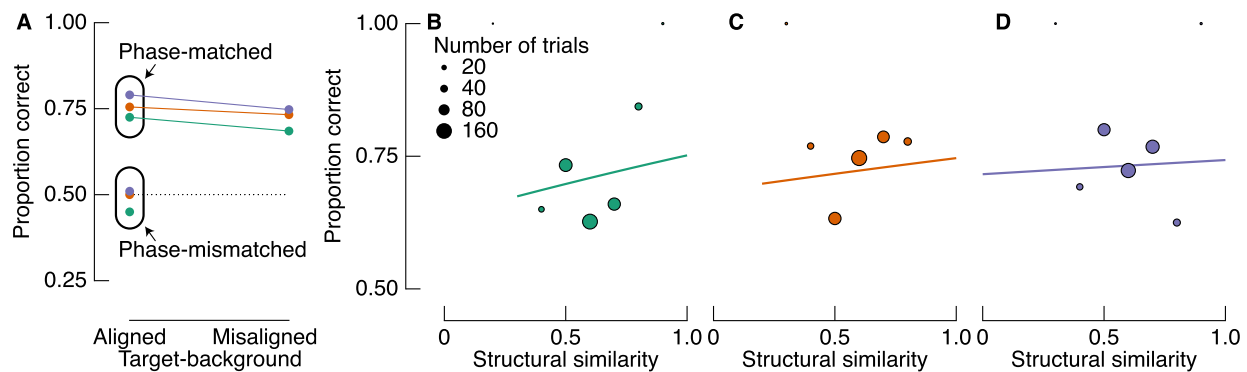 A
B
C
D
1.00
0.75
0.50
0.25
Proportion correct
Phase-matched
Phase-mismatched
Aligned
Misaligned
Target-background
1.00
0.75
0.50
Proportion correct
Number of trials
20
40
80
160
0
0.5
1.0
Structural similarity
0
0.5
1.0
Structural similarity
0
0.5
1.0
Structural similarity